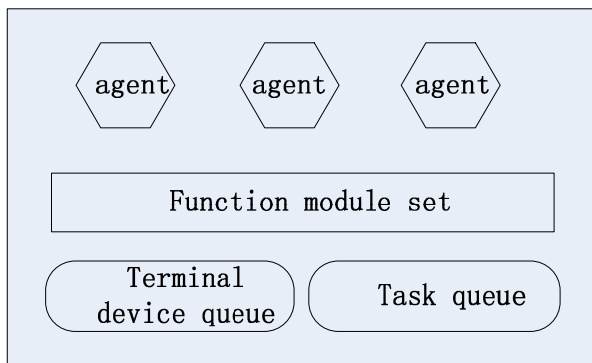 agent agent agent
Function module set
Terminal
device queue
Task queue